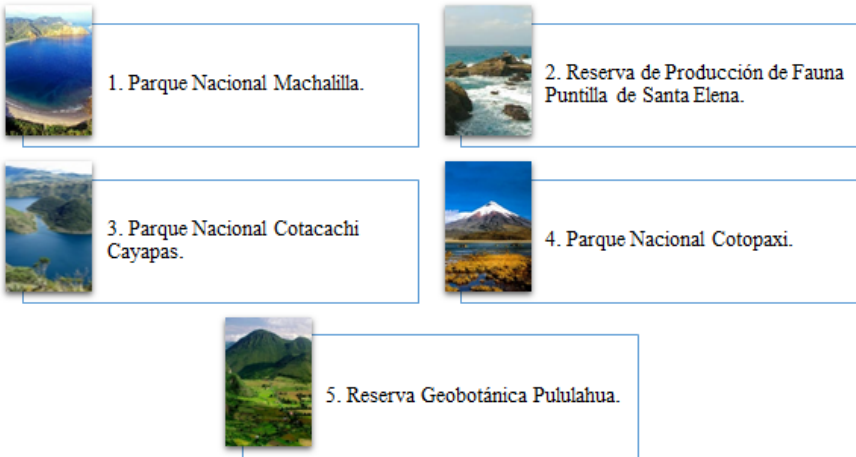 1. Parque Nacional Machalilla.
2. Reserva de Producción de Fauna
Puntilla de Santa Elena.
3. Parque Nacional Cotacachi
Cayapas.
4. Parque Nacional Cotopaxi.
5. Reserva Geobotánica Pululahua.